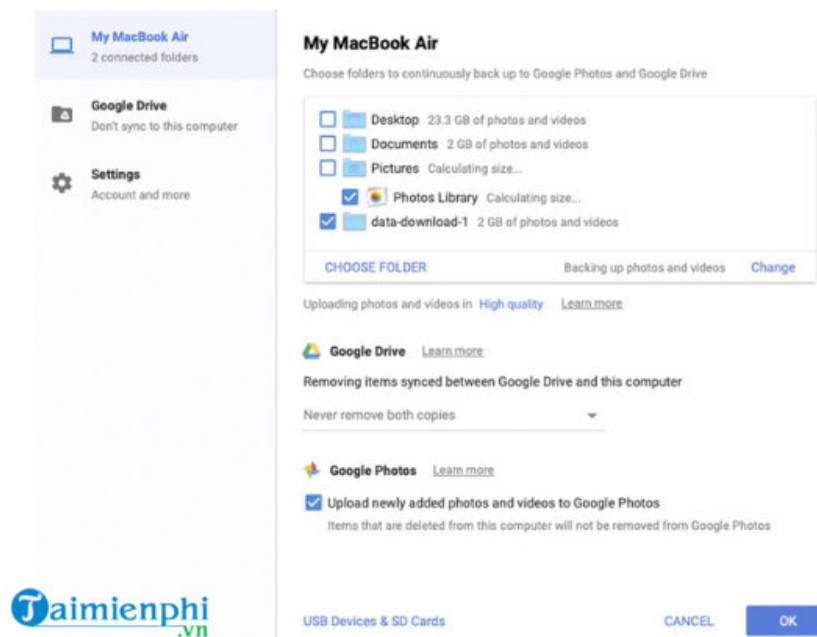 My MacBook Air
2 connected folders
Google Drive
Don't sync to this computer
Settings
Account and more
My MacBook Air
Choose folders to continuously back up to Google Photos and Google Drive
Desktop 23.3 GB of photos and videos
Documents 2 GB of photos and videos
Pictures Calculating size...
Photos Library Calculating size...
data-download-1 2 GB of photos and videos
CHOOSE FOLDER Backing up photos and videos Change
Uploading photos and videos in High quality Learn more
Google Drive Learn more
Removing items synced between Google Drive and this computer
Never remove both copies
Google Photos Learn more
Upload newly added photos and videos to Google Photos
Items that are deleted from this computer will not be removed from Google Photos
USB Devices & SD Cards CANCEL OK
Taimienphi
.vn